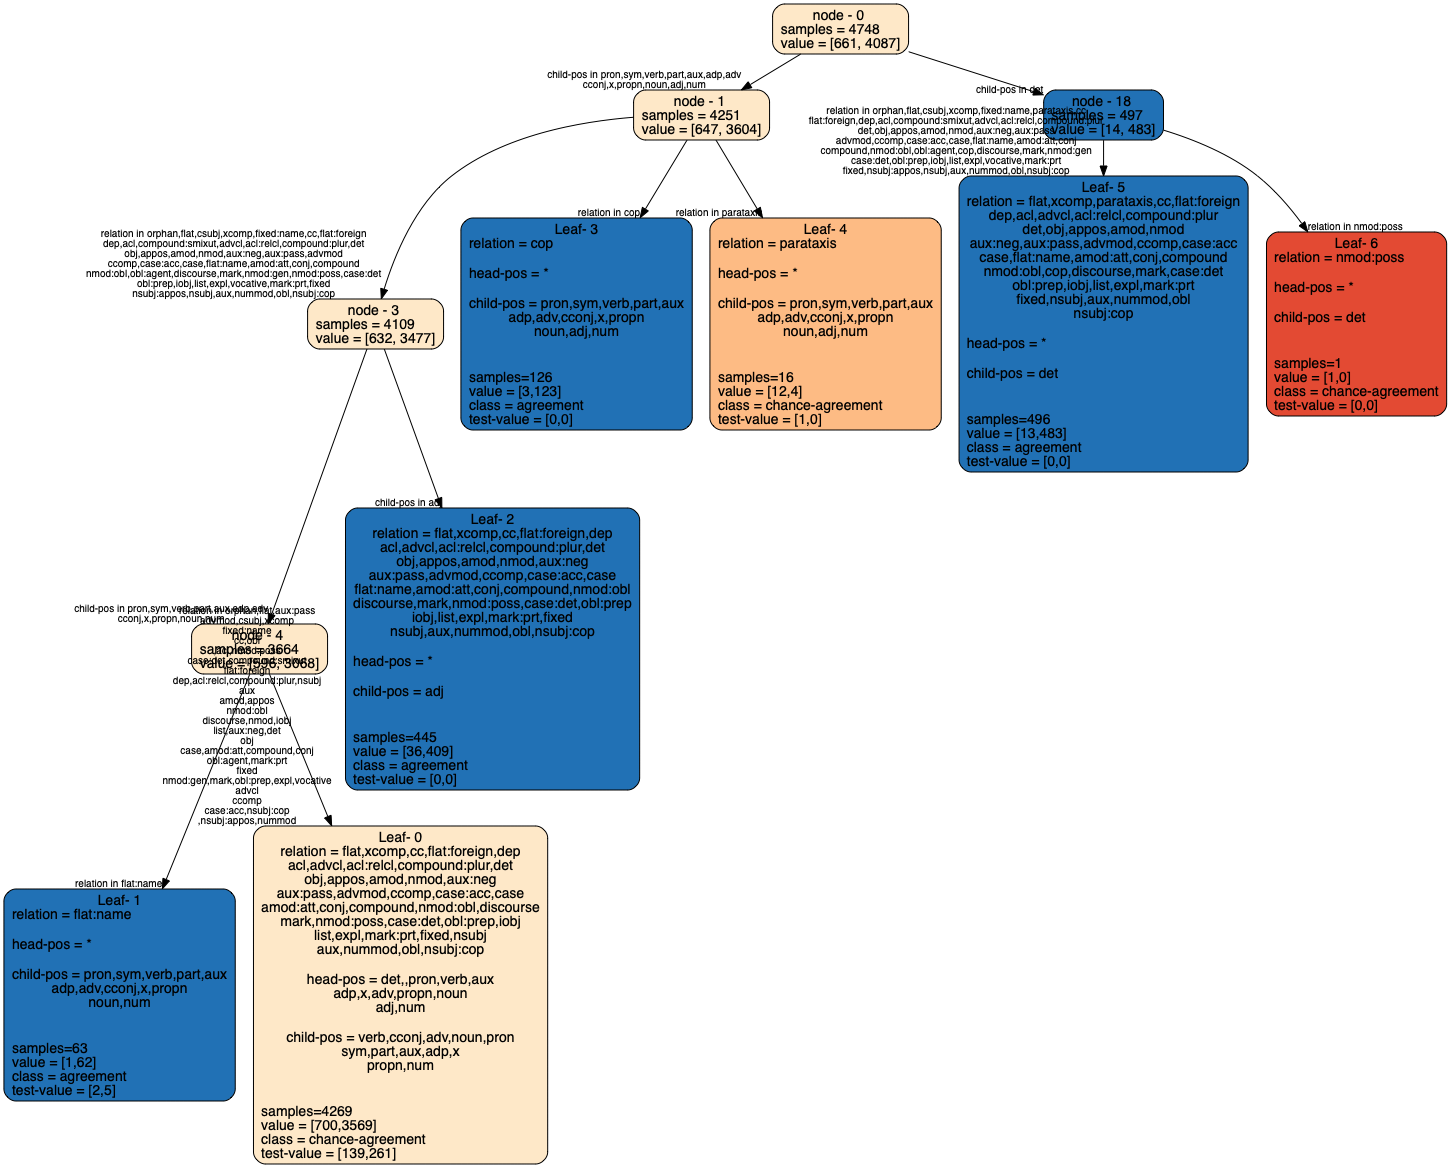 node - 0
samples = 4748
value = [661, 4087]
child-pos in pron,sym,verb,part,aux,adp,adv
cconj,x,propn,noun,adj,num
child-pos in det
node - 1
samples = 4251
value = [647, 3604]
node - 18
samples = 497
value = [14, 483]
relation in orphan,flat,csubj,xcomp,fixed:name,parataxis,cc
flat:foreign,dep,acl,compound:smixut,advcl,acl:relcl,compound:plur
det,obj,appos,amod,nmod,aux:neg,aux:pass
advmod,ccomp,case:acc,case,flat:name,amod:att,conj
compound,nmod:obl,obl:agent,cop,discourse,mark,nmod:gen
case:det,obl:prep,iobj,list,expl,vocative,mark:prt
fixed,nsubj:appos,nsubj,aux,nummod,obl,nsubj:cop
relation in nmod:poss
relation in orphan,flat,csubj,xcomp,fixed:name,cc,flat:foreign
dep,acl,compound:smixut,advcl,acl:relcl,compound:plur,det
obj,appos,amod,nmod,aux:neg,aux:pass,advmod
ccomp,case:acc,case,flat:name,amod:att,conj,compound
nmod:obl,obl:agent,discourse,mark,nmod:gen,nmod:poss,case:det
obl:prep,iobj,list,expl,vocative,mark:prt,fixed
nsubj:appos,nsubj,aux,nummod,obl,nsubj:cop
relation in cop
relation in parataxis
node - 3
samples = 4109
value = [632, 3477]
Leaf- 3
relation = cop
head-pos = *
child-pos = pron,sym,verb,part,aux
adp,adv,cconj,x,propn
noun,adj,num
samples=126
value = [3,123]
class = agreement
test-value = [0,0]
Leaf- 4
relation = parataxis
head-pos = *
child-pos = pron,sym,verb,part,aux
adp,adv,cconj,x,propn
noun,adj,num
samples=16
value = [12,4]
class = chance-agreement
test-value = [1,0]
Leaf- 5
relation = flat,xcomp,parataxis,cc,flat:foreign
dep,acl,advcl,acl:relcl,compound:plur
det,obj,appos,amod,nmod
aux:neg,aux:pass,advmod,ccomp,case:acc
case,flat:name,amod:att,conj,compound
nmod:obl,cop,discourse,mark,case:det
obl:prep,iobj,list,expl,mark:prt
fixed,nsubj,aux,nummod,obl
nsubj:cop
head-pos = *
child-pos = det
samples=496
value = [13,483]
class = agreement
test-value = [0,0]
Leaf- 6
relation = nmod:poss
head-pos = *
child-pos = det
samples=1
value = [1,0]
class = chance-agreement
test-value = [0,0]
child-pos in adj
Leaf- 2
relation = flat,xcomp,cc,flat:foreign,dep
acl,advcl,acl:relcl,compound:plur,det
obj,appos,amod,nmod,aux:neg
aux:pass,advmod,ccomp,case:acc,case
flat:name,amod:att,conj,compound,nmod:obl
discourse,mark,nmod:poss,case:det,obl:prep
iobj,list,expl,mark:prt,fixed
nsubj,aux,nummod,obl,nsubj:cop
head-pos = *
child-pos = adj
samples=445
value = [36,409]
class = agreement
test-value = [0,0]
child-pos in pron,sym,verb,part,aux,adp,adv
cconj,x,propn,noun,num
node - 4
samples = 3664
value = [596, 3068]
relation in orphan,flat,aux:pass
advmod,csubj,xcomp
fixed:name
cc,obl
case:det,compound:smixut
flat:foreign
dep,acl:relcl,compound:plur,nsubj
aux
amod,appos
nmod:obl
discourse,nmod,iobj
list,aux:neg,det
obj
case,amod:att,compound,conj
obl:agent,mark:prt
fixed
nmod:gen,mark,obl:prep,expl,vocative
advcl
ccomp
case:acc,nsubj:cop
,nsubj:appos,nummod
relation in flat:name
Leaf- 1
relation = flat:name
head-pos = *
child-pos = pron,sym,verb,part,aux
adp,adv,cconj,x,propn
noun,num
samples=63
value = [1,62]
class = agreement
test-value = [2,5]
Leaf- 0
relation = flat,xcomp,cc,flat:foreign,dep
acl,advcl,acl:relcl,compound:plur,det
obj,appos,amod,nmod,aux:neg
aux:pass,advmod,ccomp,case:acc,case
amod:att,conj,compound,nmod:obl,discourse
mark,nmod:poss,case:det,obl:prep,iobj
list,expl,mark:prt,fixed,nsubj
aux,nummod,obl,nsubj:cop
head-pos = det,,pron,verb,aux
adp,x,adv,propn,noun
adj,num
child-pos = verb,cconj,adv,noun,pron
sym,part,aux,adp,x
propn,num
samples=4269
value = [700,3569]
class = chance-agreement
test-value = [139,261]